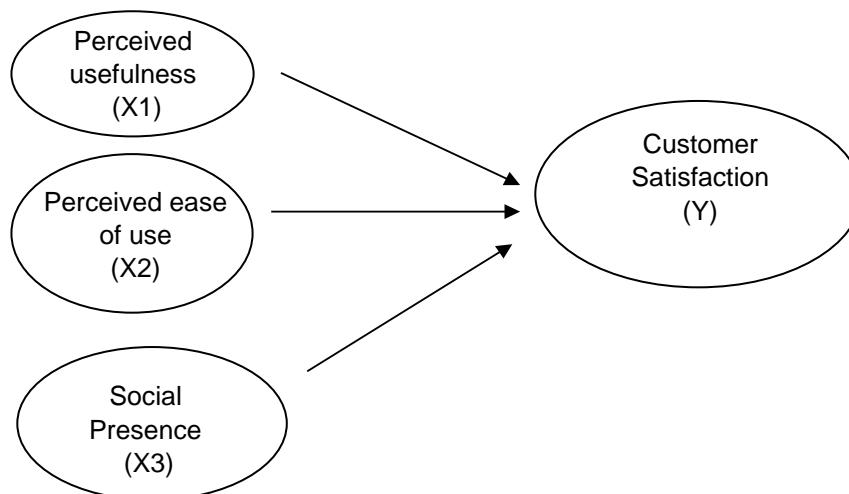 Perceived
usefulness
(X1)
Customer
Satisfaction
(Y)
Perceived ease
of use
(X2)
Social
Presence
(X3)